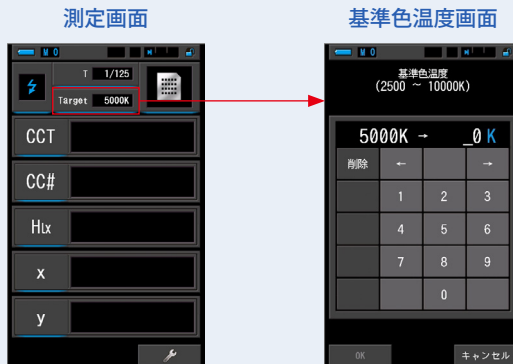 測定画面
基準色温度画面
M 0
T 1/125
Target 5000K
CCT
CC#
HLx
x
y
M 0
基準色温度
(2500 ~ 10000K)
5000K → _0 K
削除 ← →
1 2 3
4 5 6
7 8 9
0
OK キャンセル